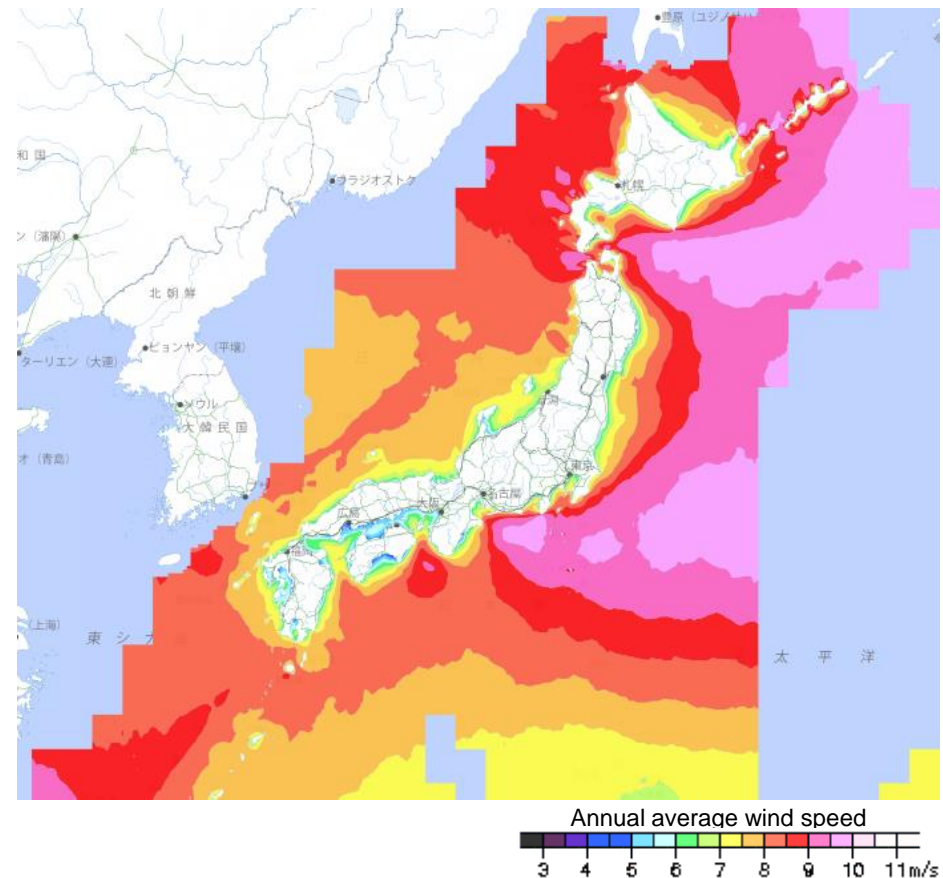 豊原(ユジノサハ
和 国
ウラジオストク
札幌
ン(瀋陽)
北 朝 鮮
ピョンヤン(平壌)
ターリエン(大連)
ソウル
大 韓 民 国
オ(青島)
東京
名古屋
大阪
広島
福岡
(上海)
東 シ ナ
太 平 洋
Annual average wind speed
3 4 5 6 7 8 9 10 11 m/s